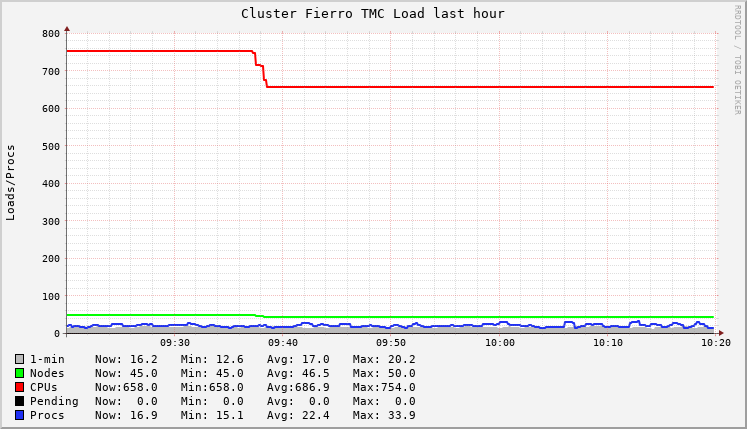 Cluster Fierro TMC Load last hour
RRDTOOL / TOBI OETIKER
Loads/Procs
800
700
600
500
400
300
200
100
0
09:30 09:40 09:50 10:00 10:10 10:20
1-min Now: 16.2 Min: 12.6 Avg: 17.0 Max: 20.2
Nodes Now: 45.0 Min: 45.0 Avg: 46.5 Max: 50.0
CPUs Now:658.0 Min:658.0 Avg:686.9 Max:754.0
Pending Now: 0.0 Min: 0.0 Avg: 0.0 Max: 0.0
Procs Now: 16.9 Min: 15.1 Avg: 22.4 Max: 33.9